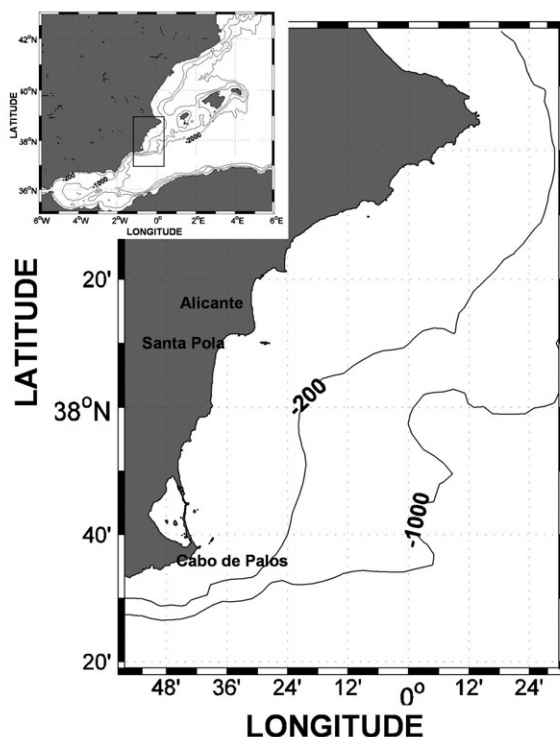 LATITUDE
42°N
40°N
38°N
36°N
-200
-1000
-2000
6°W
4°W
2°W
0°
2°E
4°E
LONGITUDE
LATITUDE
20'
Alicante
Santa Pola
38°N
-200
-1000
40'
Cabo de Palos
20'
48'
36'
24'
12'
0°
12'
24'
LONGITUDE